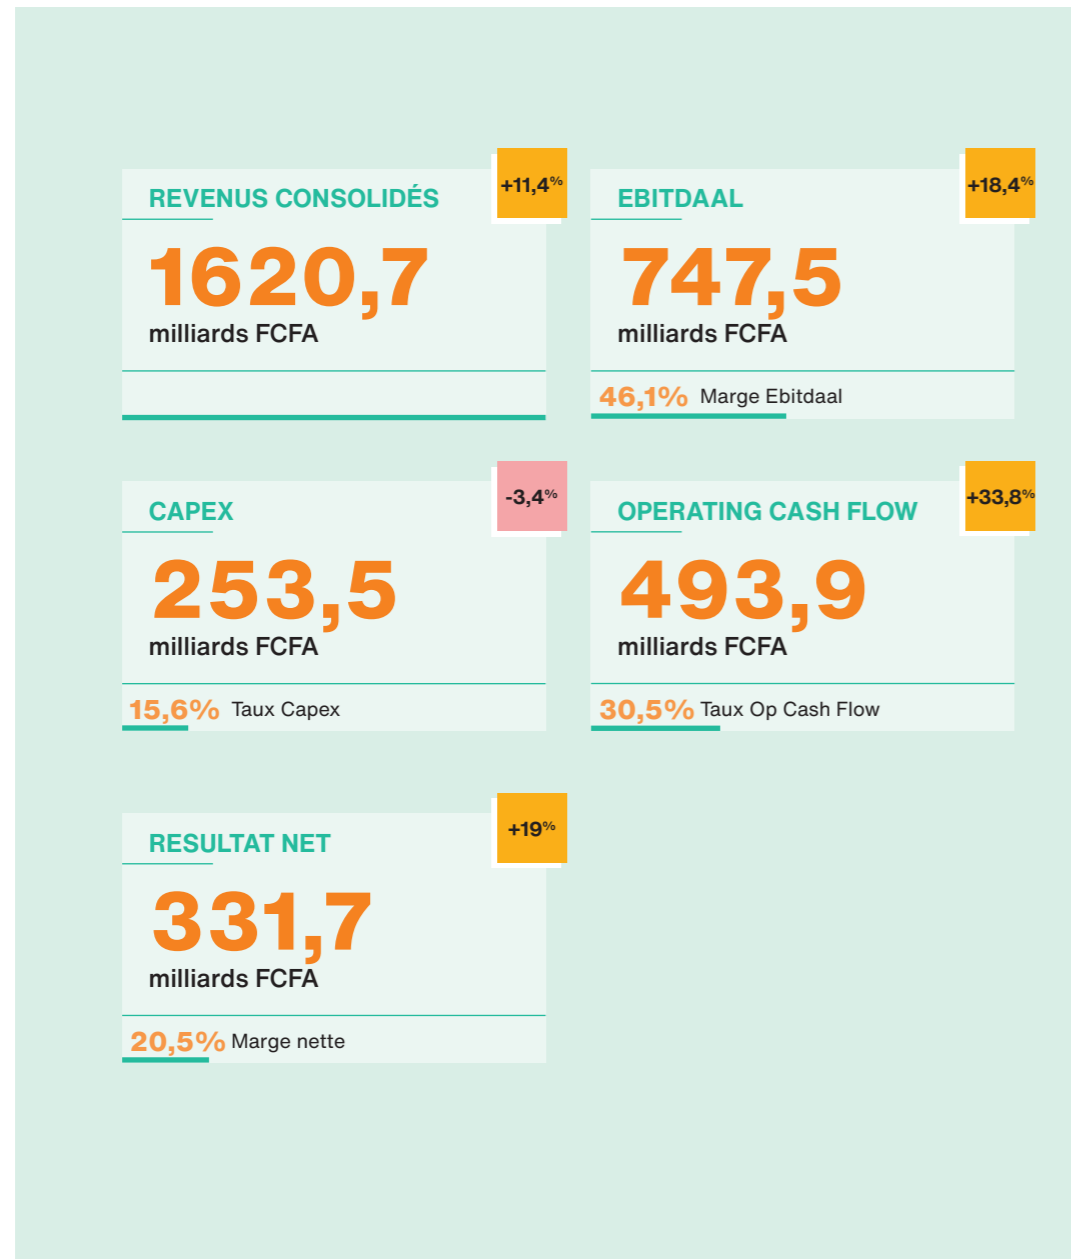 REVENUS CONSOLIDÉS
+11,4%
1620,7
milliards FCFA
EBITDAAL
+18,4%
747,5
milliards FCFA
46,1% Marge Ebitdaal
CAPEX
-3,4%
253,5
milliards FCFA
15,6% Taux Capex
OPERATING CASH FLOW
+33,8%
493,9
milliards FCFA
30,5% Taux Op Cash Flow
RESULTAT NET
+19%
331,7
milliards FCFA
20,5% Marge nette